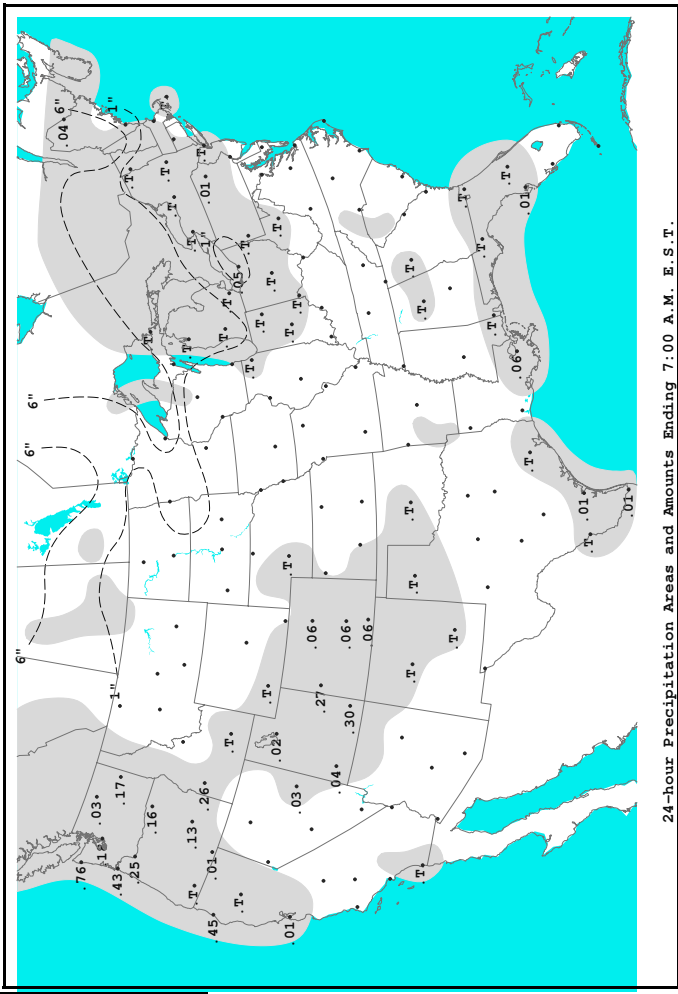 6"
6"
6"
6"
.04
.76
.03
.18
1"
1"
.43
.17
T
.25
T
.16
T
T
T
T
.13
T
T
T
.26
.01
1"
.01
.45
T
T
T
.05
T
T
T
T
T
T
.02
T
T
.01
T
.03
T
.06
.27
.04
.06
.30
.06
T
T
T
T
T
T
T
T
T
T
T
.06
.01
T
.01
T
.01
24-hour Precipitation Areas and Amounts Ending 7:00 A.M. E.S.T.